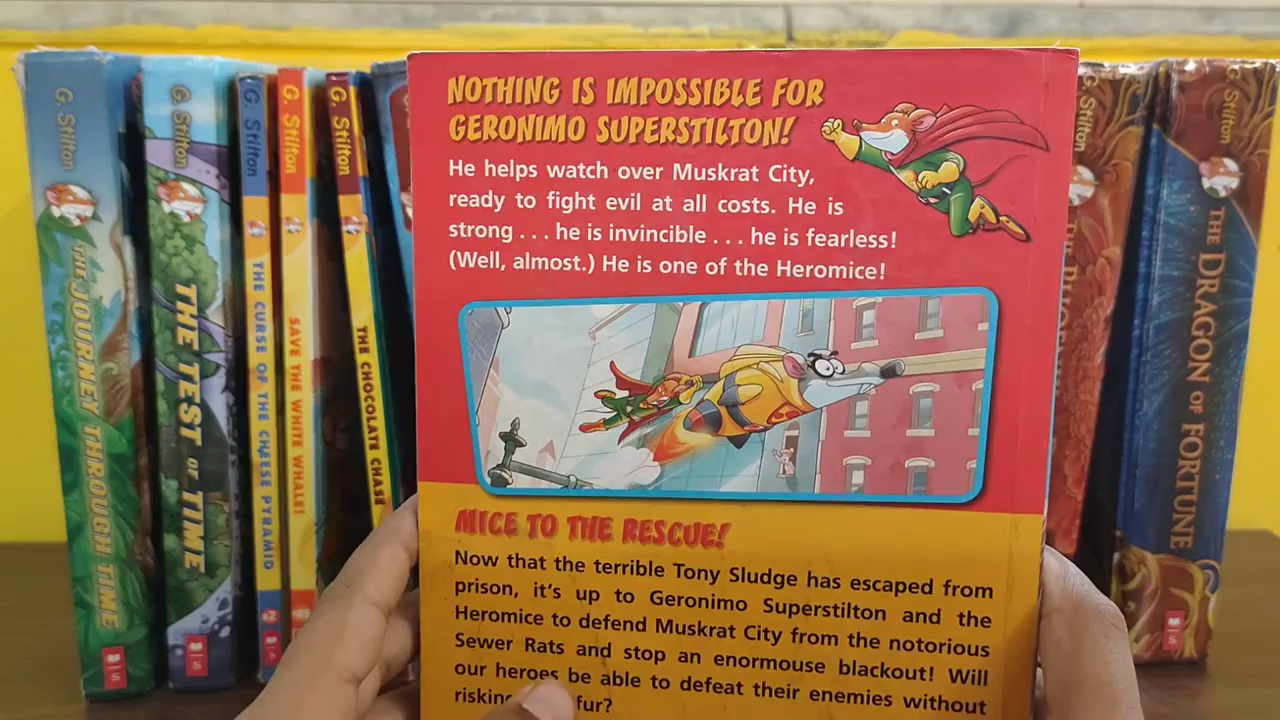 G. Stilton
THE JOURNEY THROUGH TIME
S
G. Stilton
THE TEST OF TIME
S
G. Stilton
THE CURSE OF THE CHEESE PYRAMID
#2
S
G. Stilton
SAVE THE WHITE WHALE!
G. Stilton
THE CHOCOLATE CHASE
NOTHING IS IMPOSSIBLE FOR
GERONIMO SUPERSTILTON!
He helps watch over Muskrat City,
ready to fight evil at all costs. He is
strong . . . he is invincible . . . he is fearless!
(Well, almost.) He is one of the Heromice!
MICE TO THE RESCUE!
Now that the terrible Tony Sludge has escaped from
prison, it's up to Geronimo Superstilton and the
Heromice to defend Muskrat City from the notorious
Sewer Rats and stop an enormouse blackout! Will
our heroes be able to defeat their enemies without
fur?
Stilton
THE
Stilton
THE DRAGON OF FORTUNE
S